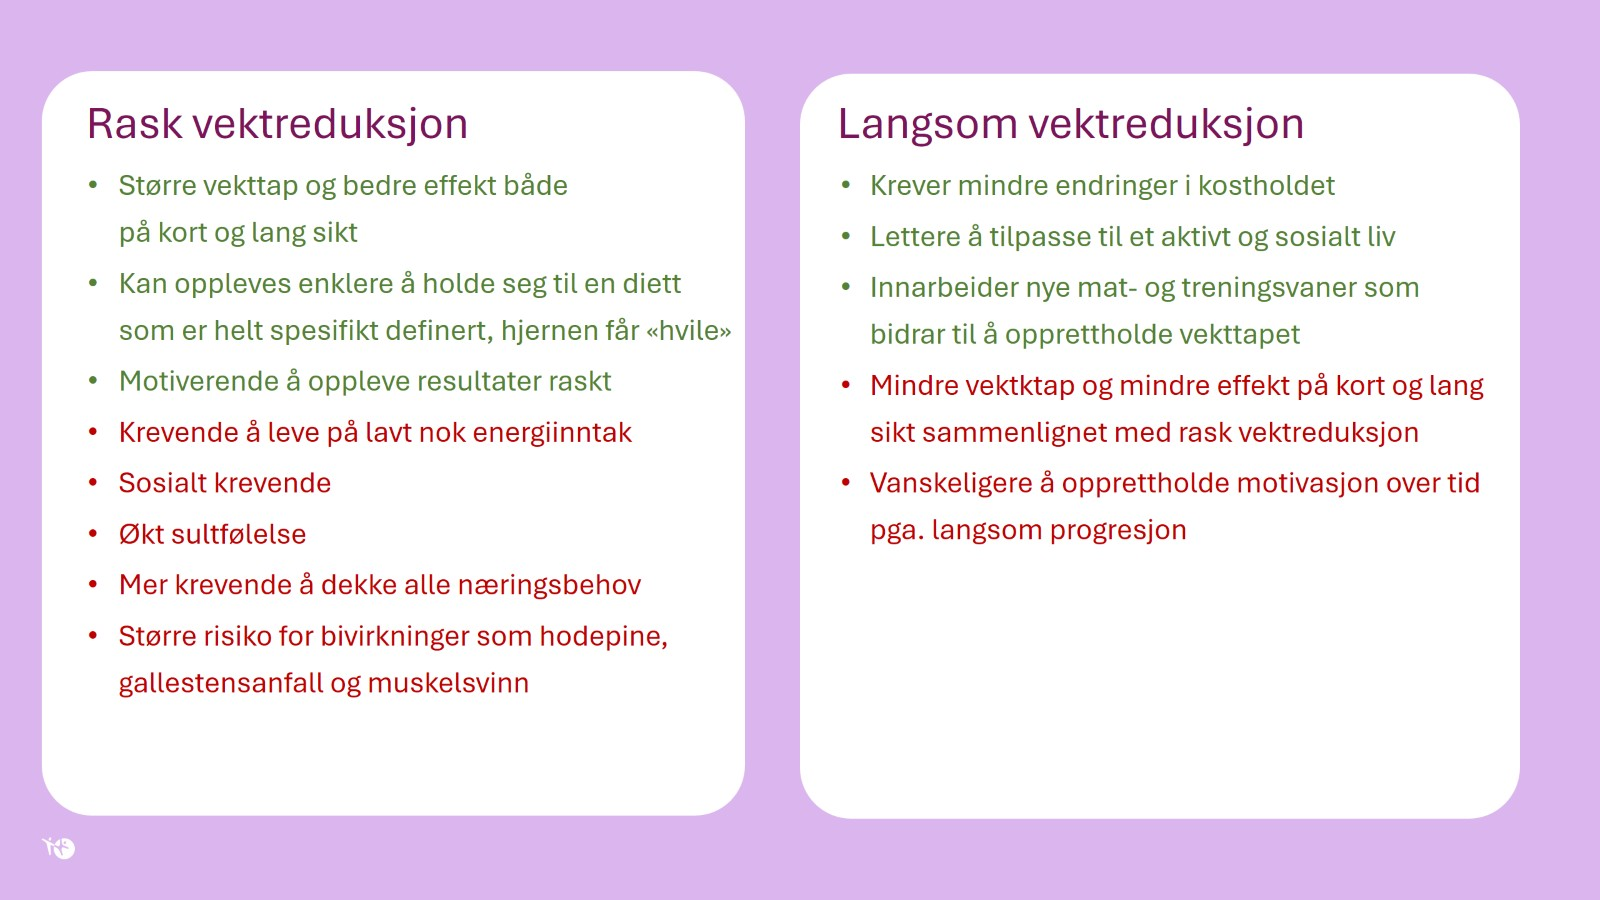 Rask vektreduksjon
• Større vekttap og bedre effekt både
på kort og lang sikt
• Kan oppleves enklere å holde seg til en diett
som er helt spesifikt definert, hjernen får «hvile»
• Motiverende å oppleve resultater raskt
• Krevende å leve på lavt nok energiinntak
• Sosialt krevende
• Økt sultfølelse
• Mer krevende å dekke alle næringsbehov
• Større risiko for bivirkninger som hodepine,
gallestensanfall og muskelsvinn
Langsom vektreduksjon
• Krever mindre endringer i kostholdet
• Lettere å tilpasse til et aktivt og sosialt liv
• Innarbeider nye mat- og treningsvaner som
bidrar til å opprettholde vekttapet
• Mindre vektktap og mindre effekt på kort og lang
sikt sammenlignet med rask vektreduksjon
• Vanskeligere å opprettholde motivasjon over tid
pga. langsom progresjon